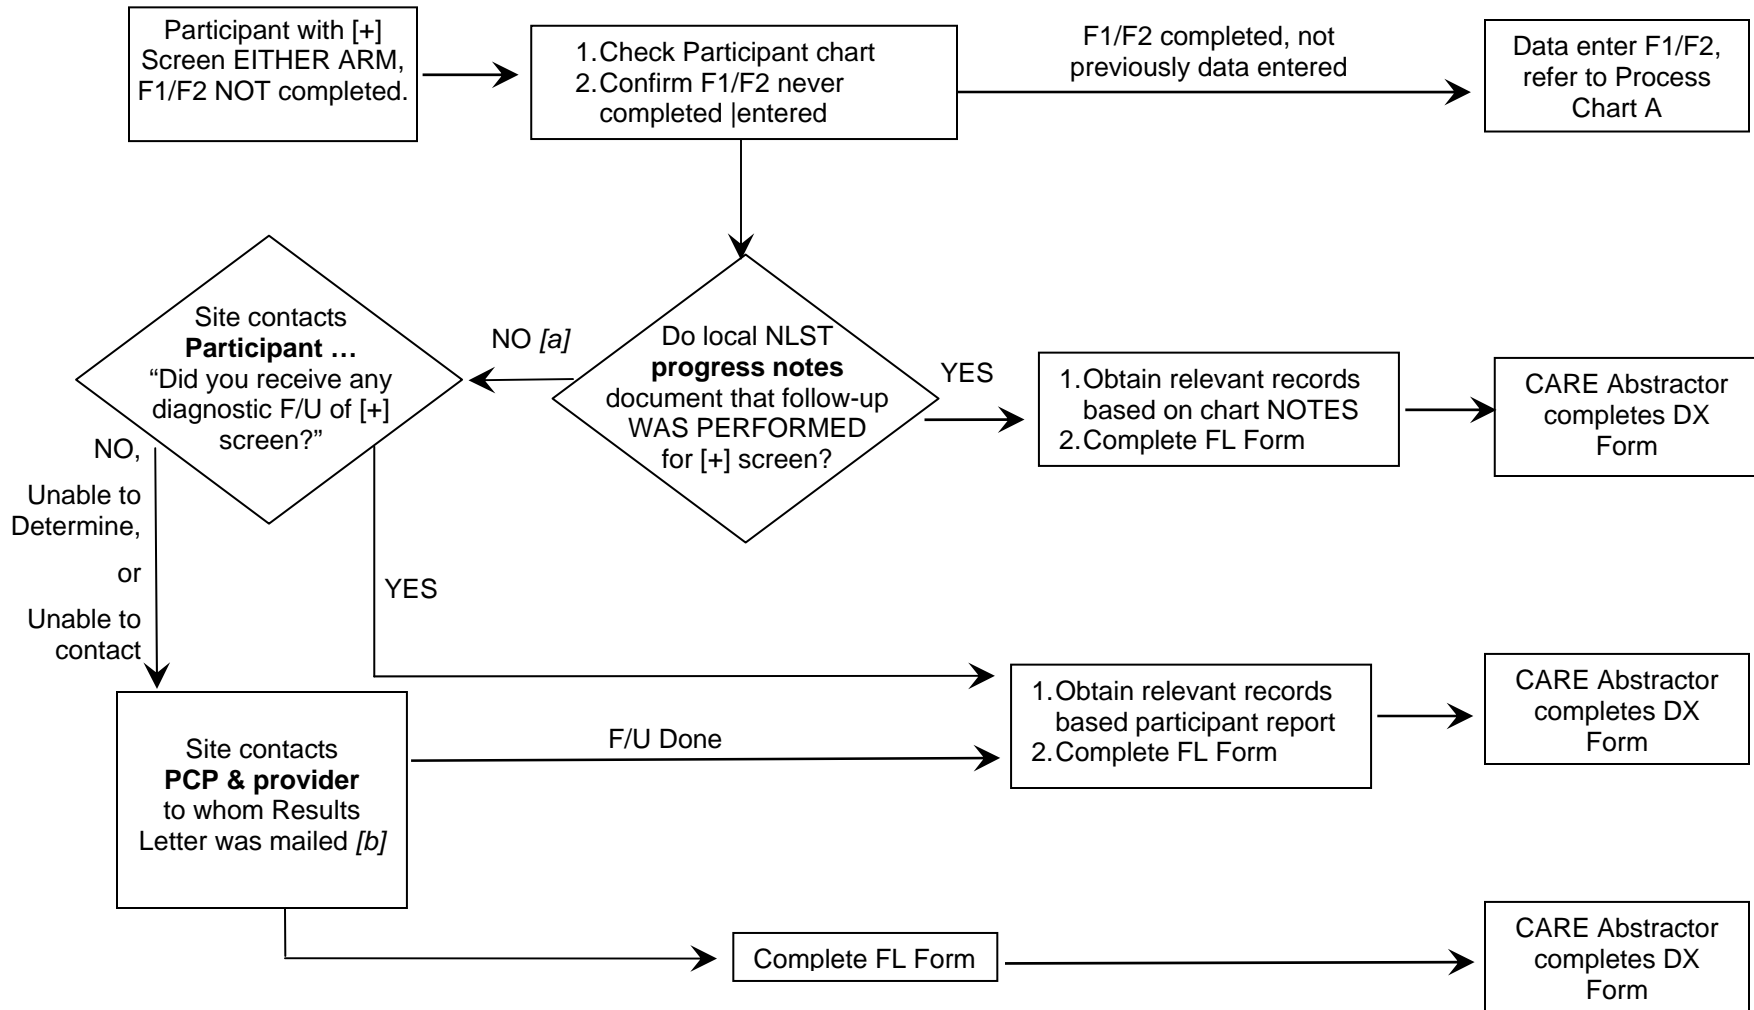 Participant with [+]
Screen EITHER ARM,
F1/F2 NOT completed.
1.Check Participant chart
2.Confirm F1/F2 never
completed |entered
F1/F2 completed, not
previously data entered
Data enter F1/F2,
refer to Process
Chart A
Site contacts
Participant …
“Did you receive any
diagnostic F/U of [+]
screen?”
NO [a]
Do local NLST
progress notes
document that follow-up
WAS PERFORMED
for [+] screen?
YES
1.Obtain relevant records
based on chart NOTES
2.Complete FL Form
CARE Abstractor
completes DX
Form
NO,
Unable to
Determine,
or
Unable to
contact
YES
Site contacts
PCP & provider
to whom Results
Letter was mailed [b]
F/U Done
1.Obtain relevant records
based participant report
2.Complete FL Form
CARE Abstractor
completes DX
Form
Complete FL Form
CARE Abstractor
completes DX
Form